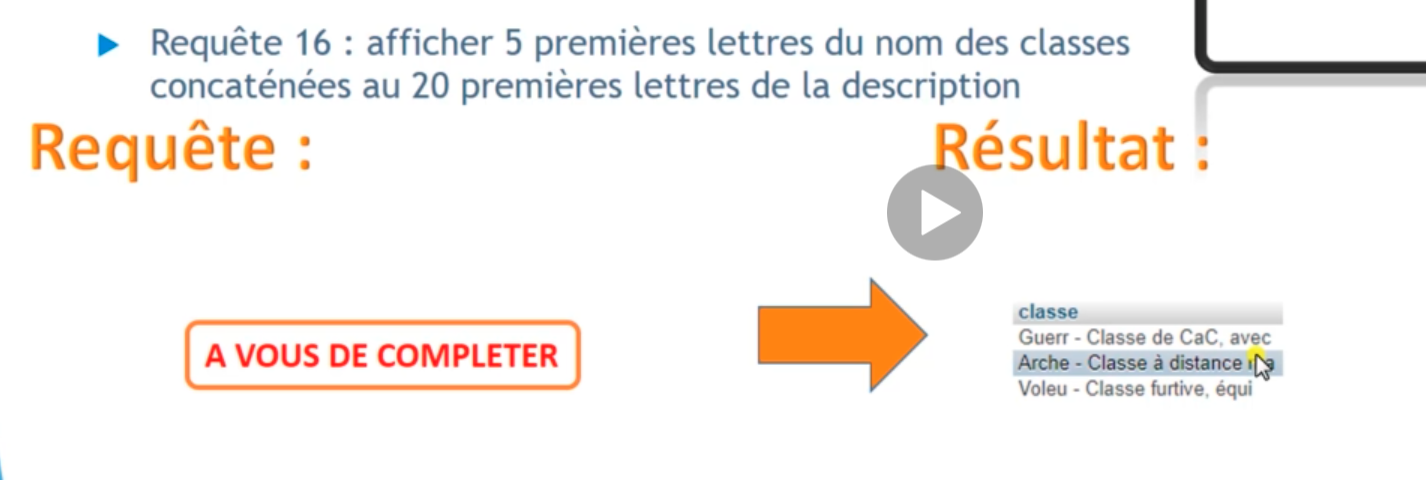 Requête 16 : afficher 5 premières lettres du nom des classes
concaténées au 20 premières lettres de la description
Requête :
Résultat :
A VOUS DE COMPLETER
classe
Guerr - Classe de CaC, avec
Arche - Classe à distance
Voleu - Classe furtive, équi